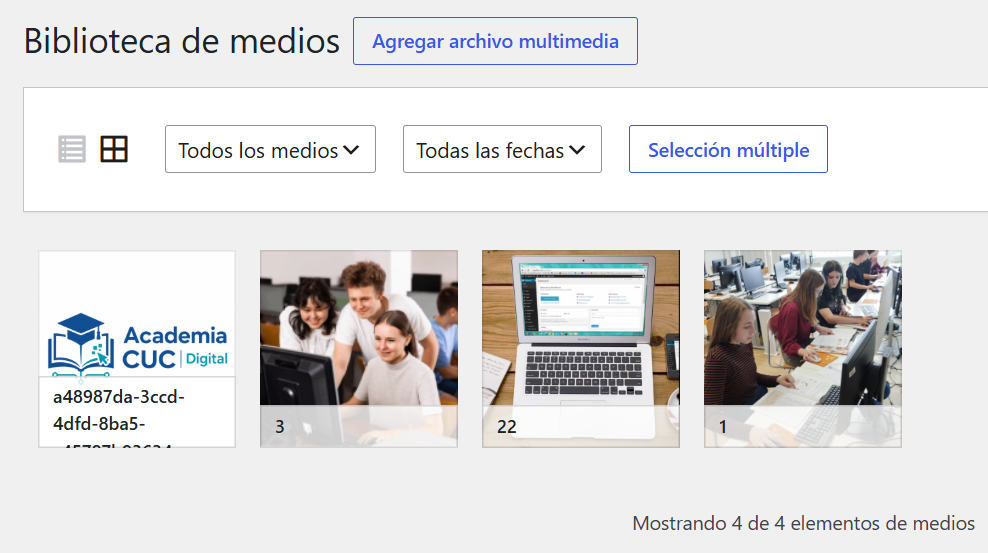 Biblioteca de medios
Agregar archivo multimedia
Todos los medios
Todas las fechas
Selección múltiple
Academia
CUC | Digital
a48987da-3ccd-
4dfd-8ba5-
3
22
1
Mostrando 4 de 4 elementos de medios